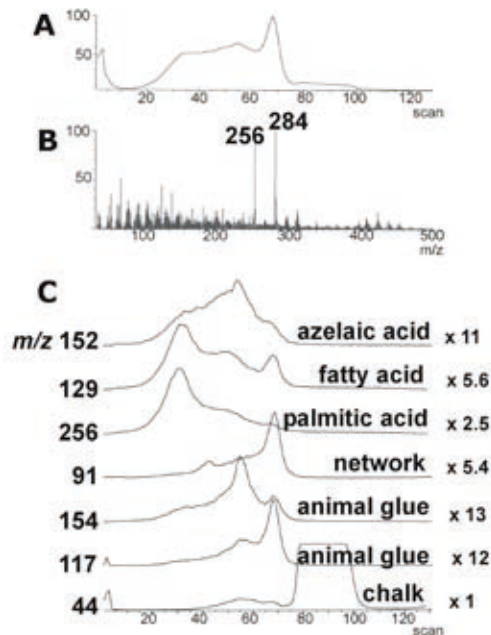 A
100
50
20 40 60 80 100 120
scan
B
100
50
256 284
100 200 300 400 500
m/z
C
m/z 152 azelaic acid x 11
129 fatty acid x 5.6
256 palmitic acid x 2.5
91 network x 5.4
154 animal glue x 13
117 animal glue x 12
44 chalk x 1
20 40 60 80 100 120
scan